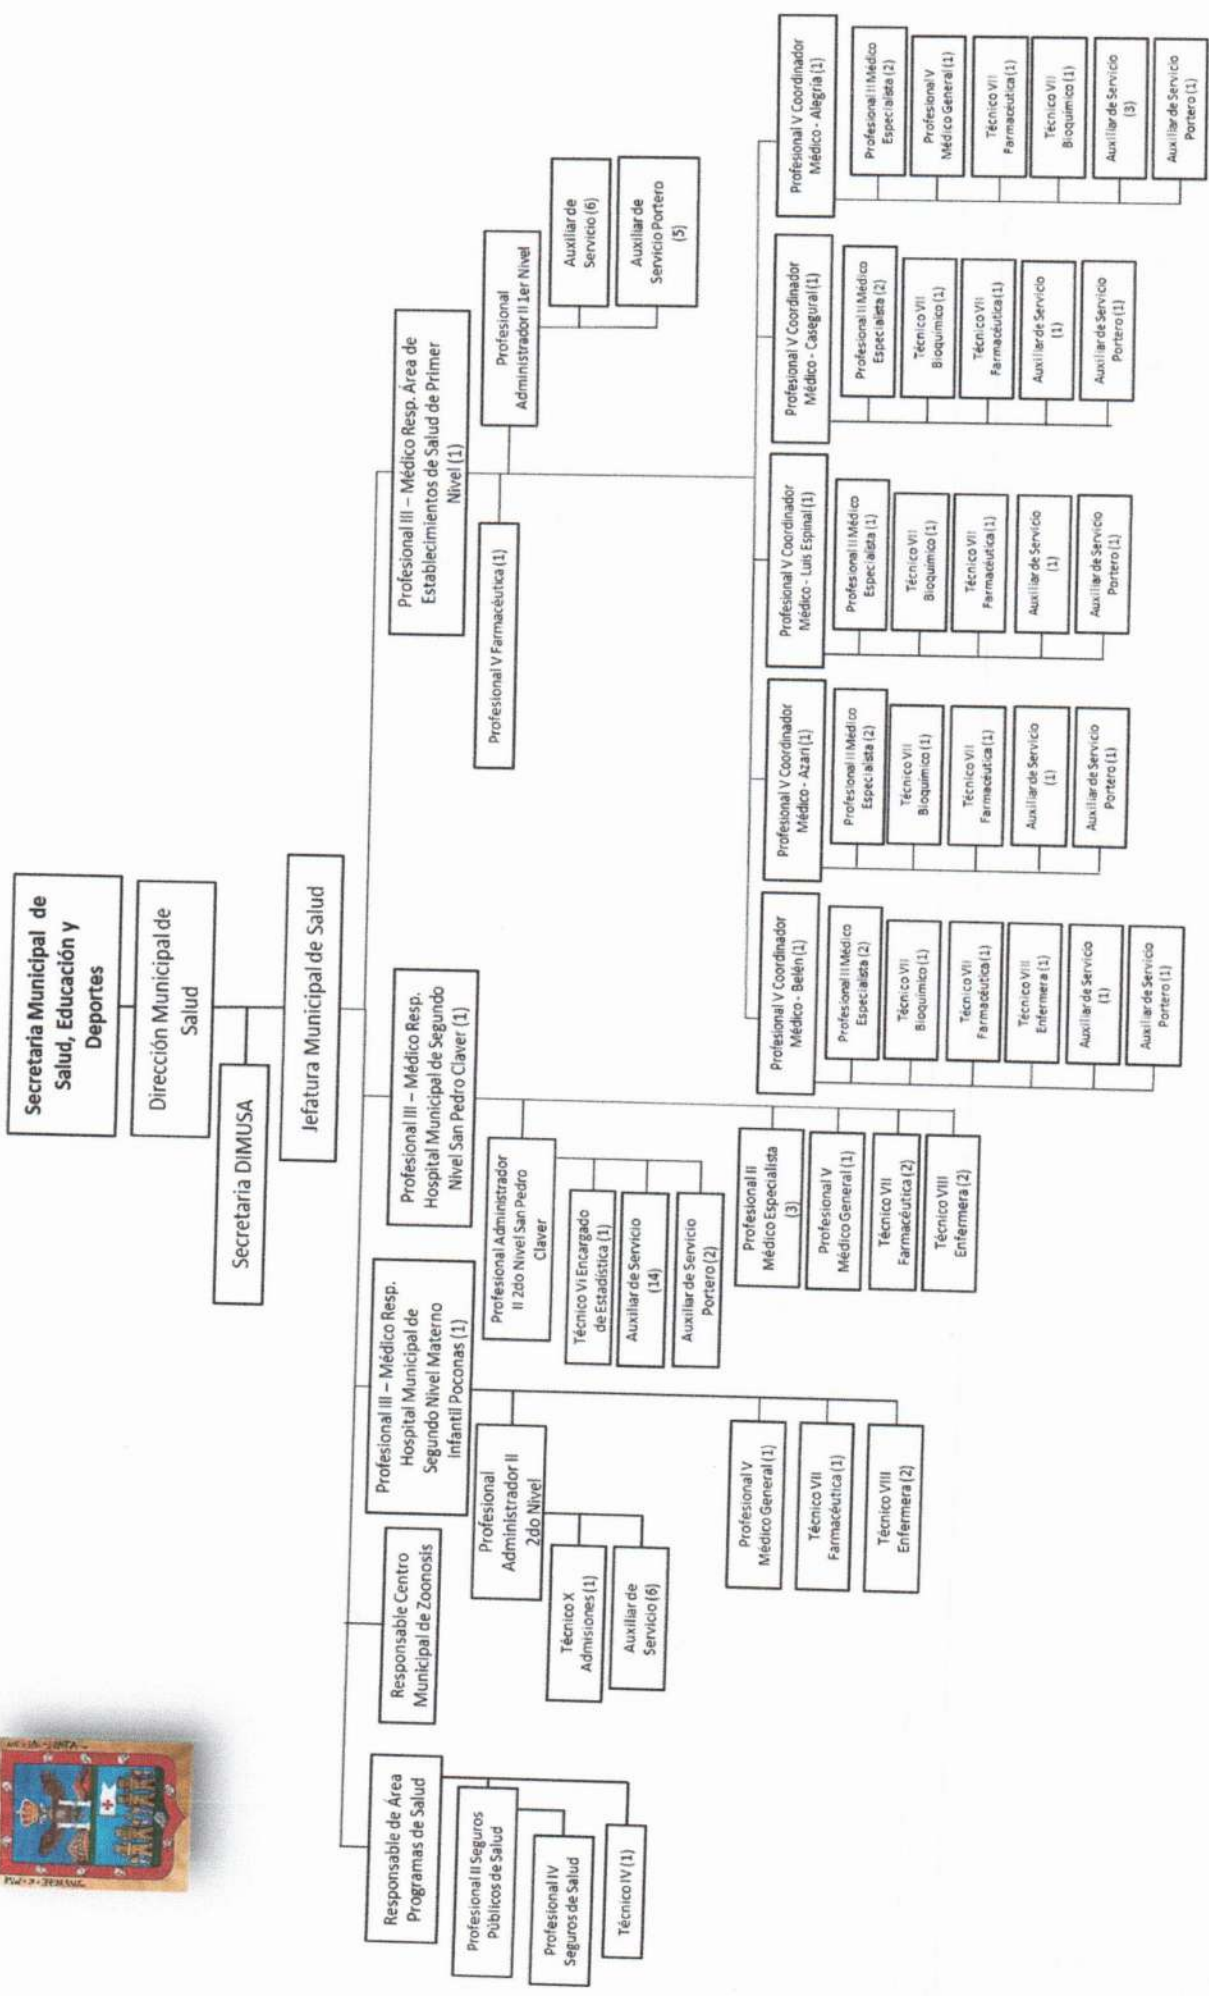 Secretaria Municipal de
Salud, Educación y
Deportes
Dirección Municipal de
Salud
Secretaria DIMUSA
Jefatura Municipal de Salud
Responsable de Área
Programas de Salud
Profesional II Seguros
Públicos de Salud
Profesional IV
Seguros de Salud
Técnico IV (1)
Responsable Centro
Municipal de Zoonosis
Profesional III – Médico Resp.
Hospital Municipal de
Segundo Nivel Materno
Infantil Poconas (1)
Profesional
Administrador II
2do Nivel
Técnico X
Admisiones (1)
Auxiliar de
Servicio (6)
Profesional V
Médico General (1)
Técnico VII
Farmacéutica (1)
Técnico VIII
Enfermera (2)
Profesional III – Médico Resp.
Hospital Municipal de Segundo
Nivel San Pedro Claver (1)
Profesional Administrador
II 2do Nivel San Pedro
Claver
Técnico Vi Encargado
de Estadística (1)
Auxiliar de Servicio
(14)
Auxiliar de Servicio
Portero (2)
Profesional II
Médico Especialista
(3)
Profesional V
Médico General (1)
Técnico VII
Farmacéutica (2)
Técnico VIII
Enfermera (2)
Profesional III – Médico Resp. Área de
Establecimientos de Salud de Primer
Nivel (1)
Profesional V Farmacéutica (1)
Profesional
Administrador II 1er Nivel
Auxiliar de
Servicio (6)
Auxiliar de
Servicio Portero
(5)
Profesional V Coordinador
Médico - Belén (1)
Profesional II Médico
Especialista (2)
Técnico VII
Bioquímico (1)
Técnico VII
Farmacéutica (1)
Técnico VIII
Enfermera (1)
Auxiliar de Servicio
(1)
Auxiliar de Servicio
Portero (1)
Profesional V Coordinador
Médico - Azari (1)
Profesional II Médico
Especialista (2)
Técnico VII
Bioquímico (1)
Técnico VII
Farmacéutica (1)
Auxiliar de Servicio
(1)
Auxiliar de Servicio
Portero (1)
Profesional V Coordinador
Médico - Luis Espinal (1)
Profesional II Médico
Especialista (1)
Técnico VII
Bioquímico (1)
Técnico VII
Farmacéutica (1)
Auxiliar de Servicio
(1)
Auxiliar de Servicio
Portero (1)
Profesional V Coordinador
Médico - Casegural (1)
Profesional II Médico
Especialista (2)
Técnico VII
Bioquímico (1)
Técnico VII
Farmacéutica (1)
Auxiliar de Servicio
(1)
Auxiliar de Servicio
Portero (1)
Profesional V Coordinador
Médico - Alegría (1)
Profesional II Médico
Especialista (2)
Profesional V
Médico General (1)
Técnico VII
Farmacéutica (1)
Técnico VII
Bioquímico (1)
Auxiliar de Servicio
(3)
Auxiliar de Servicio
Portero (1)